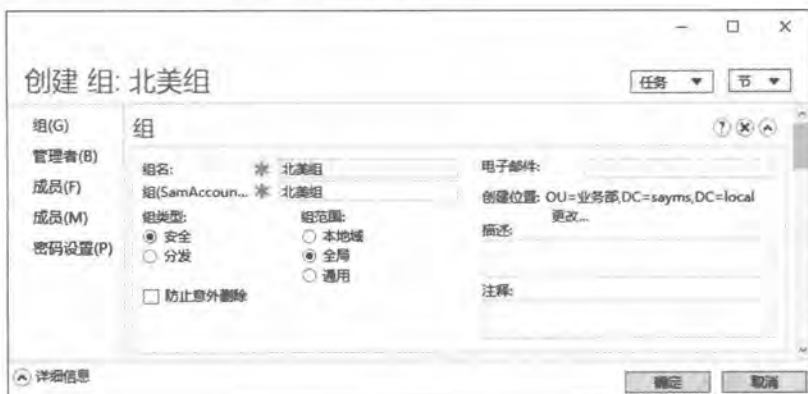 创建 组: 北美组
任务
节
组(G)
管理者(B)
成员(F)
成员(M)
密码设置(P)
组
组名: * 北美组
组(SamAccoun... * 北美组
组类型:
安全
分发
组范围:
本地域
全局
通用
防止意外删除
电子邮件:
创建位置: OU=业务部,DC=sayms,DC=local
更改...
描述:
注释:
详细信息
确定
取消